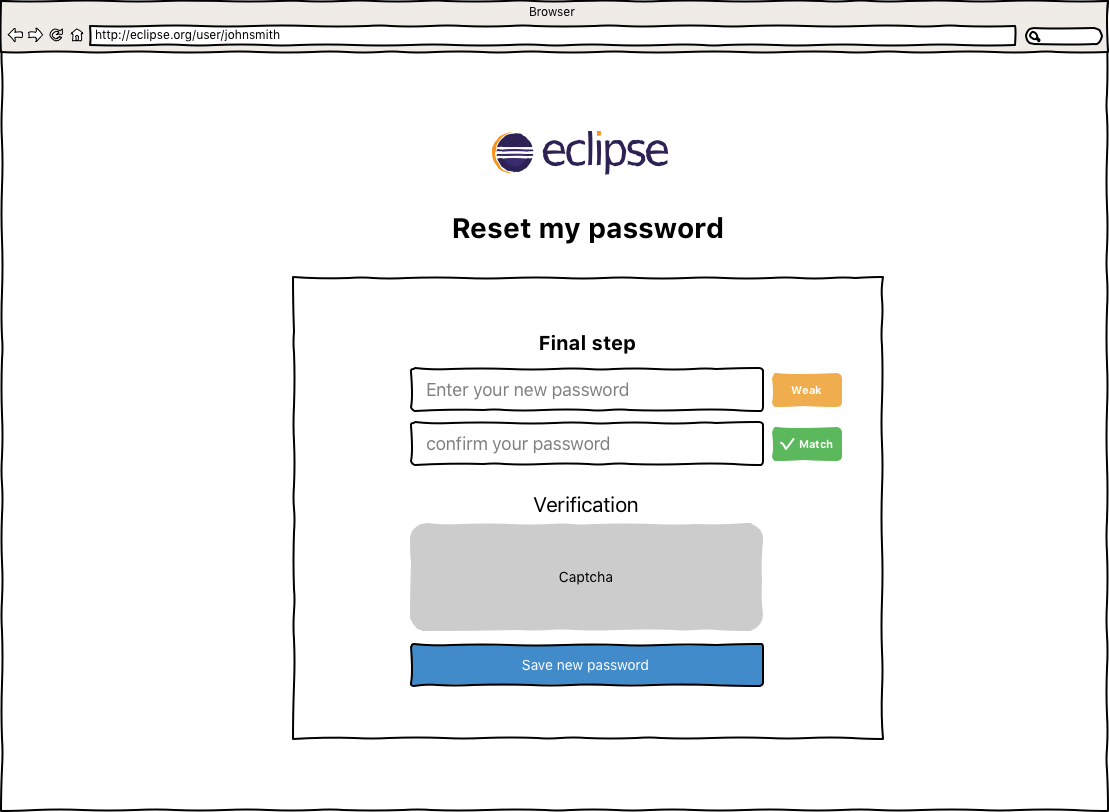 Browser
http://eclipse.org/user/johnsmith
eclipse
Reset my password
Final step
Enter your new password
Weak
confirm your password
Match
Verification
Captcha
Save new password